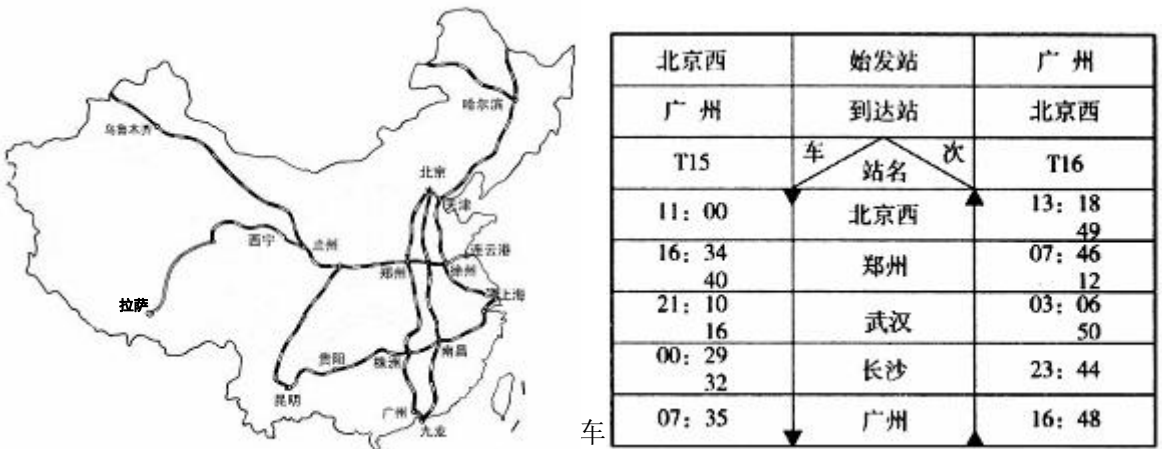 哈尔滨
乌鲁木齐
北京
天津
西宁
兰州
连云港
郑州
徐州
拉萨
上海
贵阳
株洲
南昌
昆明
广州
九龙
车
北京西 始发站 广州
广州 到达站 北京西
T15 车 次 T16
站名
11:00 北京西 13:18
49
16:34 郑州 07:46
40 12
21:10 武汉 03:06
16 50
00:29 长沙 23:44
32
07:35 广州 16:48